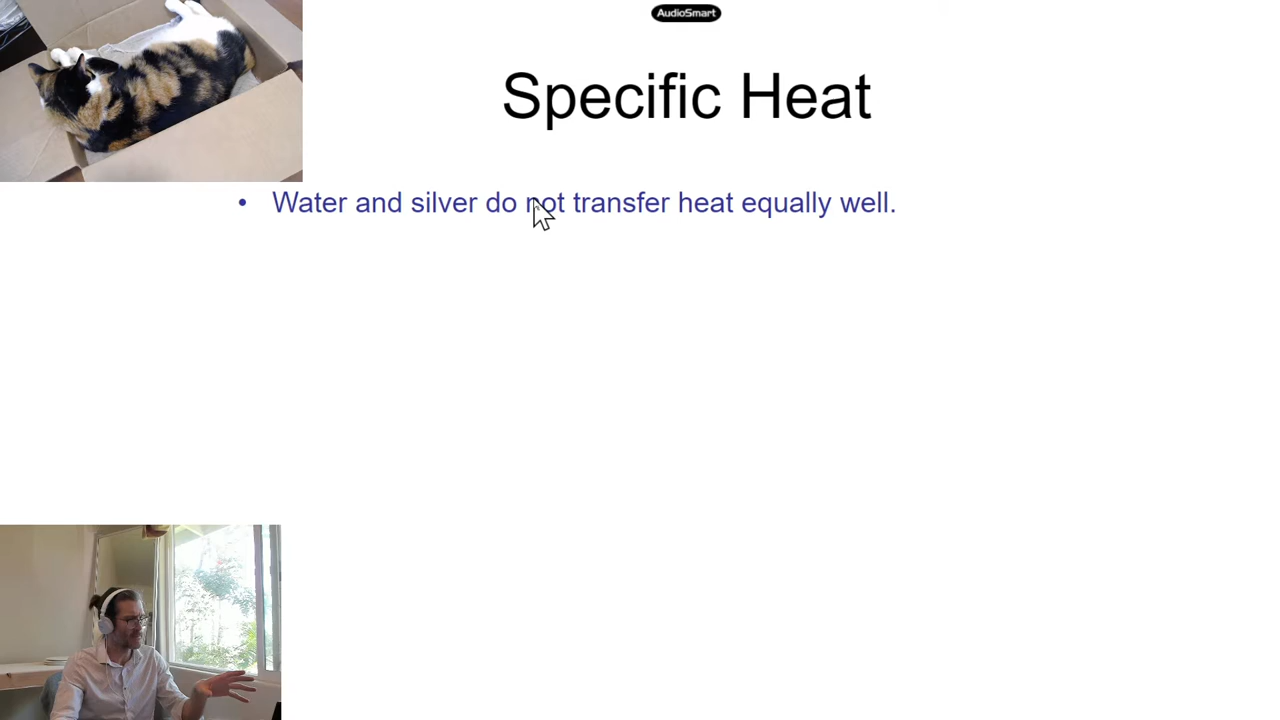 AudioSmart
Specific Heat
• Water and silver do not transfer heat equally well.